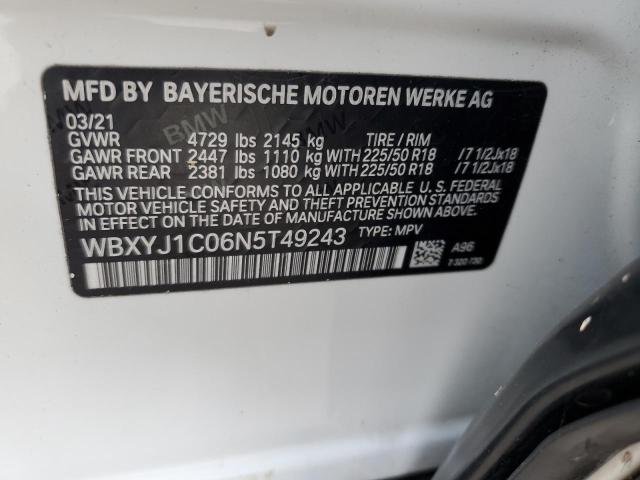 MFD BY BAYERISCHE MOTOREN WERKE AG
03/21
GVWR 4729 lbs 2145 kg TIRE / RIM
GAWR FRONT 2447 lbs 1110 kg WITH 225/50 R18 /7 1/2Jx18
GAWR REAR 2381 lbs 1080 kg WITH 225/50 R18 /7 1/2Jx18
THIS VEHICLE CONFORMS TO ALL APPLICABLE U. S. FEDERAL
MOTOR VEHICLE SAFETY AND THEFT PREVENTION STANDARDS
IN EFFECT ON THE DATE OF MANUFACTURE SHOWN ABOVE.
WBXYJ1C06N5T49243 TYPE: MPV
A96